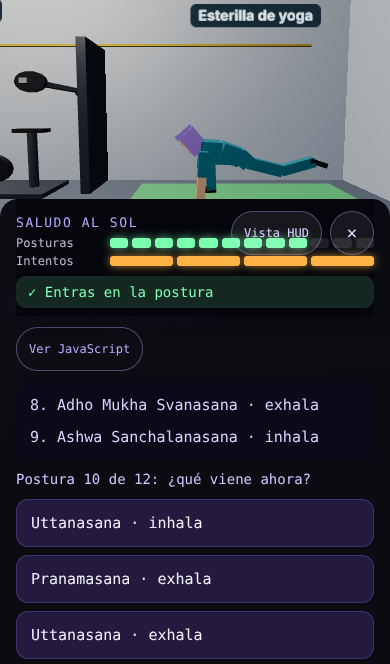 Esterilla de yoga
SALUDO AL SOL
Vista HUD
×
Posturas
Intentos
✓ Entras en la postura
Ver JavaScript
8. Adho Mukha Svanasana · exhala
9. Ashwa Sanchalanasana · inhala
Postura 10 de 12: ¿qué viene ahora?
Uttanasana · inhala
Pranamasana · exhala
Uttanasana · exhala